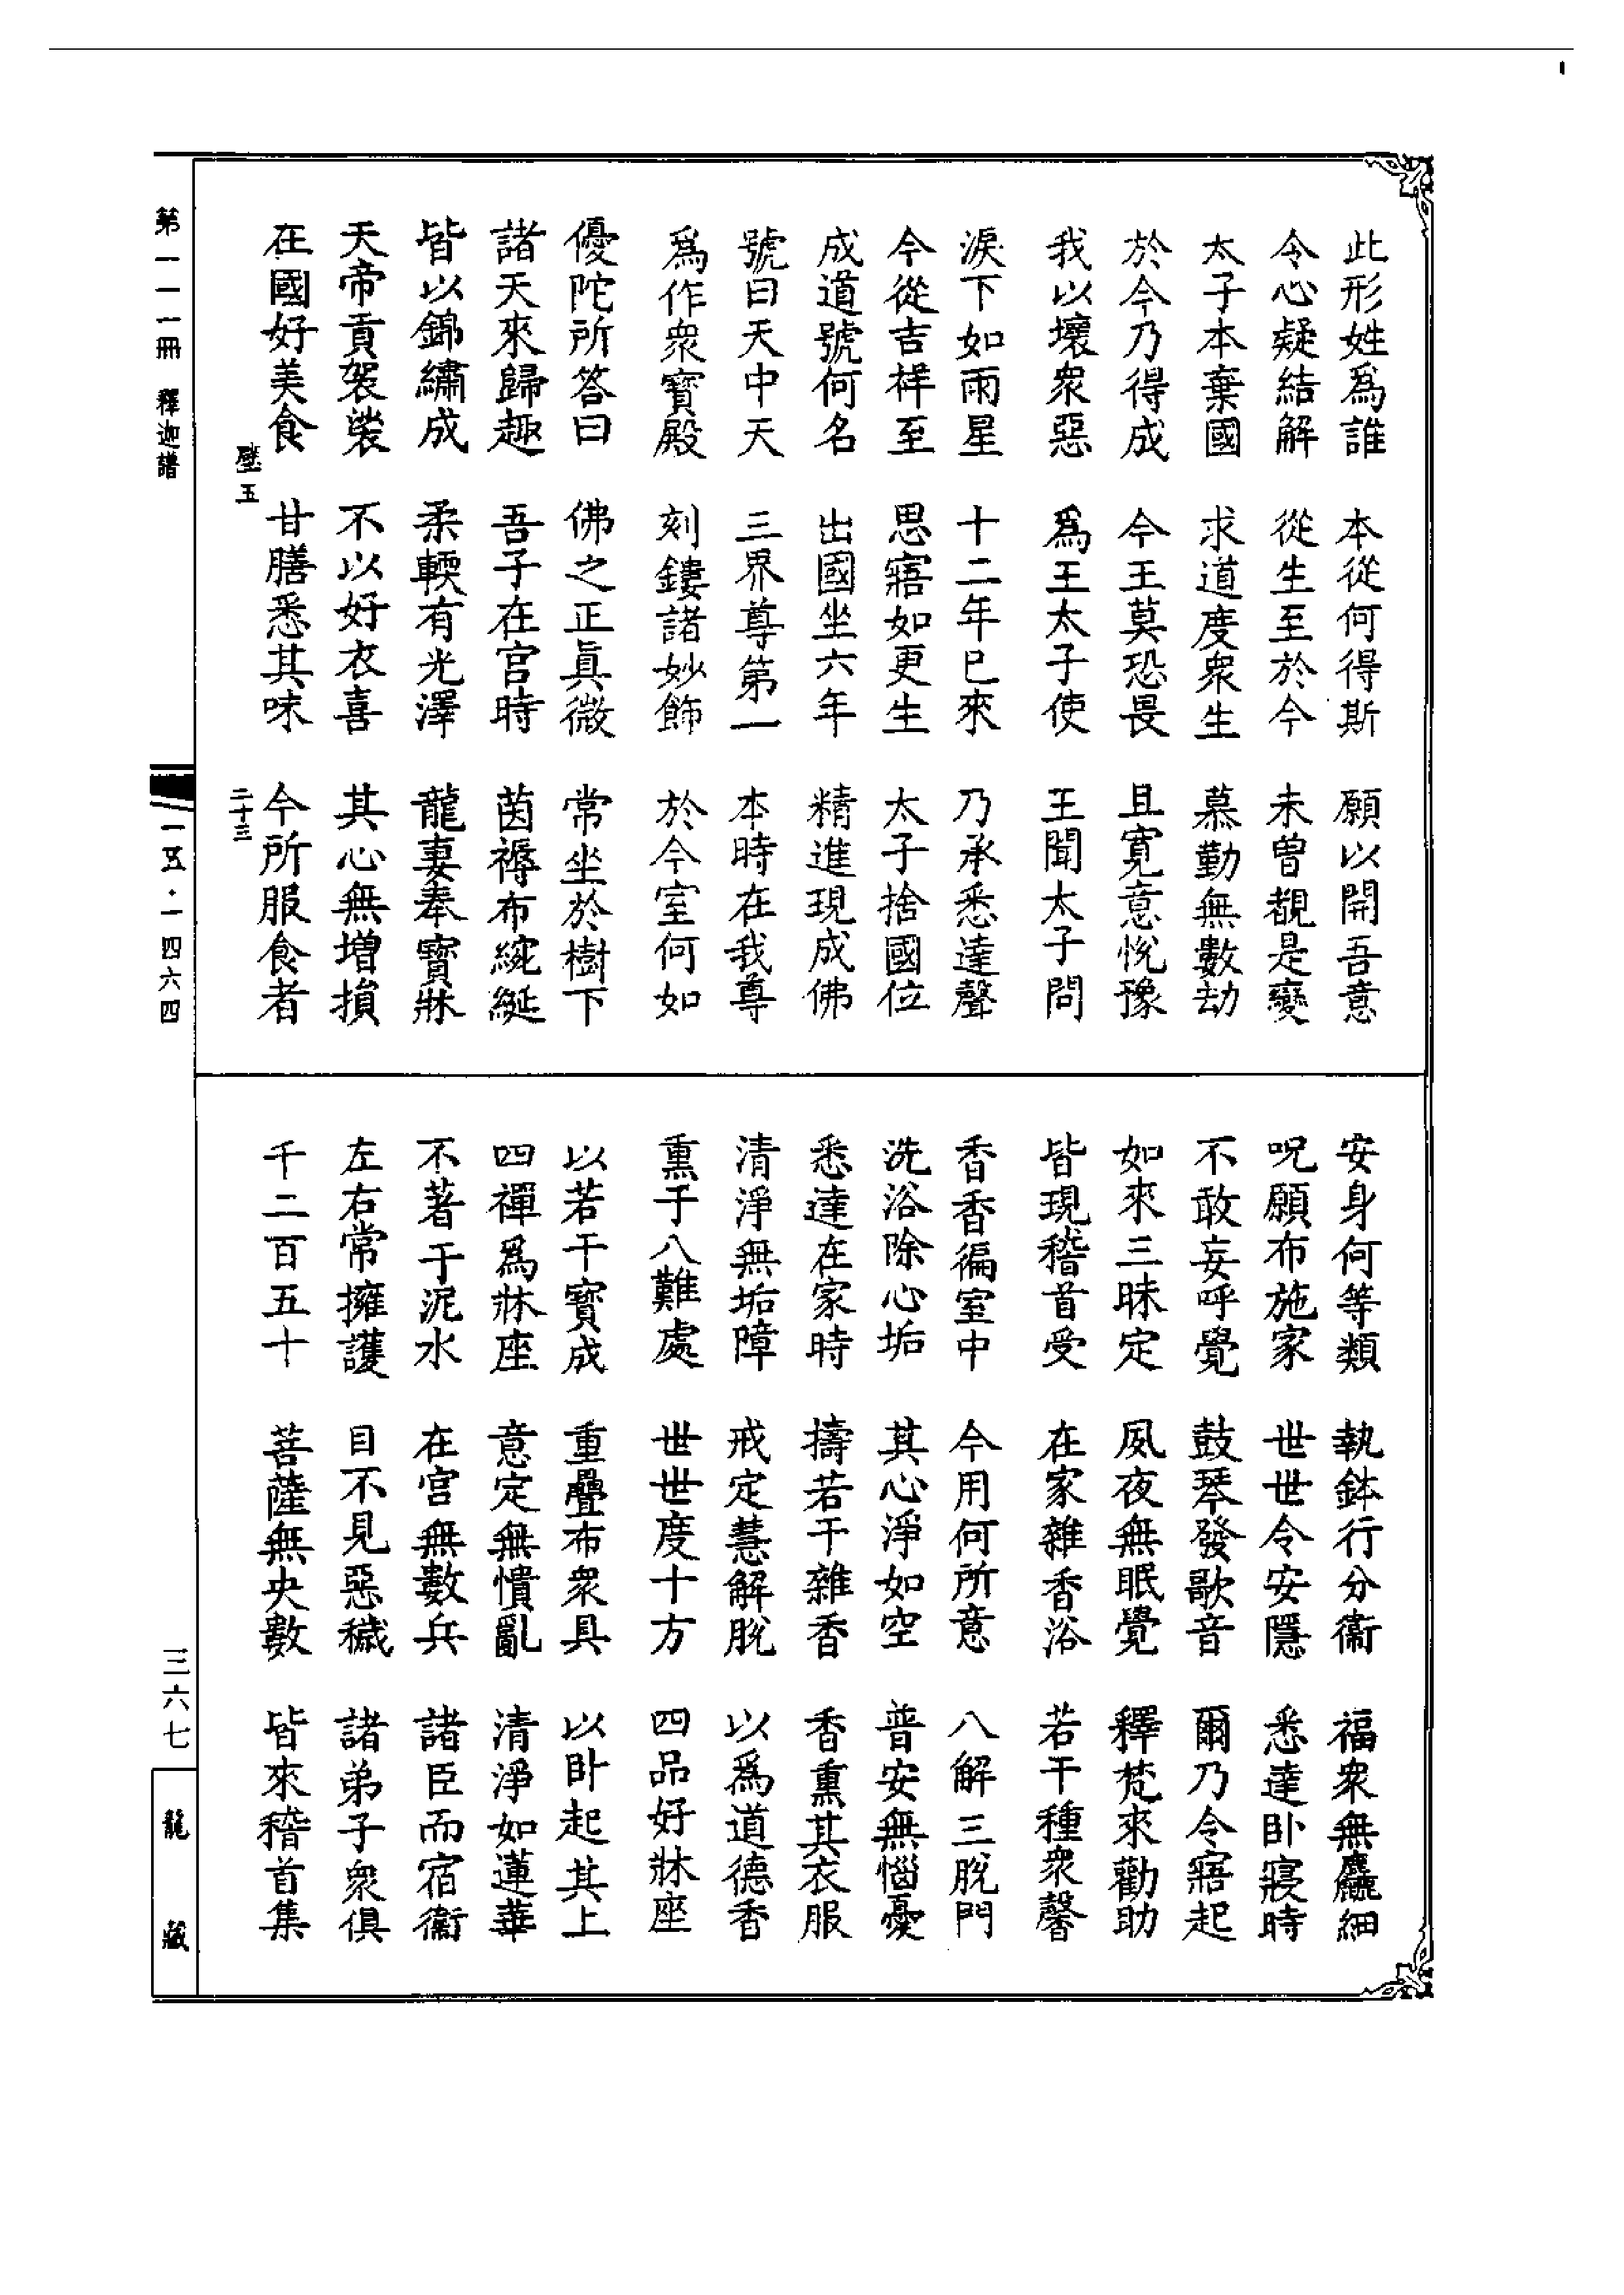 此形姓爲誰　本從何得斯　願以開吾意
令心疑結解　從生至於今　未曾覩是變
太子本棄國　求道度衆生　慕勤無數劫
於今乃得成　今王莫恐畏　且寬意悅豫
我以壞衆惡　爲王太子使　王聞太子問
淚下如雨星　十二年已來　乃承悉達聲
今從吉祥至　思寤如更生　太子捨國位
成道號何名　出國坐六年　精進現成佛
號曰天中天　三界尊第一　本時在我尊
爲作衆寶殿　刻鏤諸妙飾　於今室何如
優陀所答曰　佛之正眞微　常坐於樹下
諸天來歸趣　吾子在宮時　茵褥布綩綖
皆以錦繡成　柔輭有光澤　龍妻奉寶牀
天帝貢袈裟　不以好衣喜　其心無增損
在國好美食　甘膳悉其味　今所服食者
壁五　二十三
安身何等類　執鉢行分衞　福衆無麤細
呪願布施家　世世令安隱　悉達卧寢時
不敢妄呼覺　鼓琴發歌音　爾乃令寤起
如來三昧定　夙夜無眠覺　釋梵來勸助
皆現稽首受　在家雜香浴　若干種衆馨
香香徧室中　今用何所意　八解三脫門
洗浴除心垢　其心淨如空　普安無惱憂
悉達在家時　擣若干雜香　香熏其衣服
清淨無垢障　戒定慧解脫　以爲道德香
熏于八難處　世世度十方　四品好牀座
以若干寶成　重疊布衆具　以卧起其上
四禪爲牀座　意定無憒亂　清淨如蓮華
不著于泥水　在宮無數兵　諸臣而宿衞
左右常擁護　目不見惡穢　諸弟子衆俱
千二百五十　菩薩無央數　皆來稽首集
第一一一冊　釋迦譜
一五·一四六四
三六七
龍藏